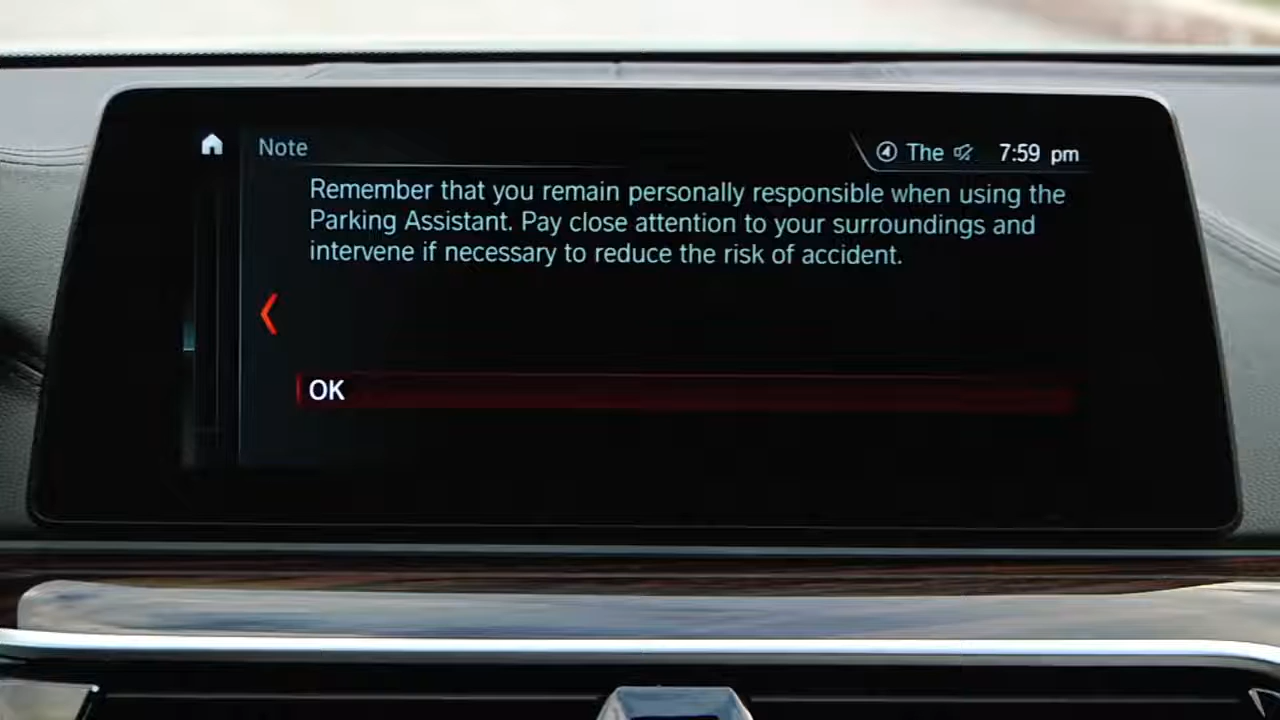 Note
The 7:59 pm
Remember that you remain personally responsible when using the
Parking Assistant. Pay close attention to your surroundings and
intervene if necessary to reduce the risk of accident.
OK